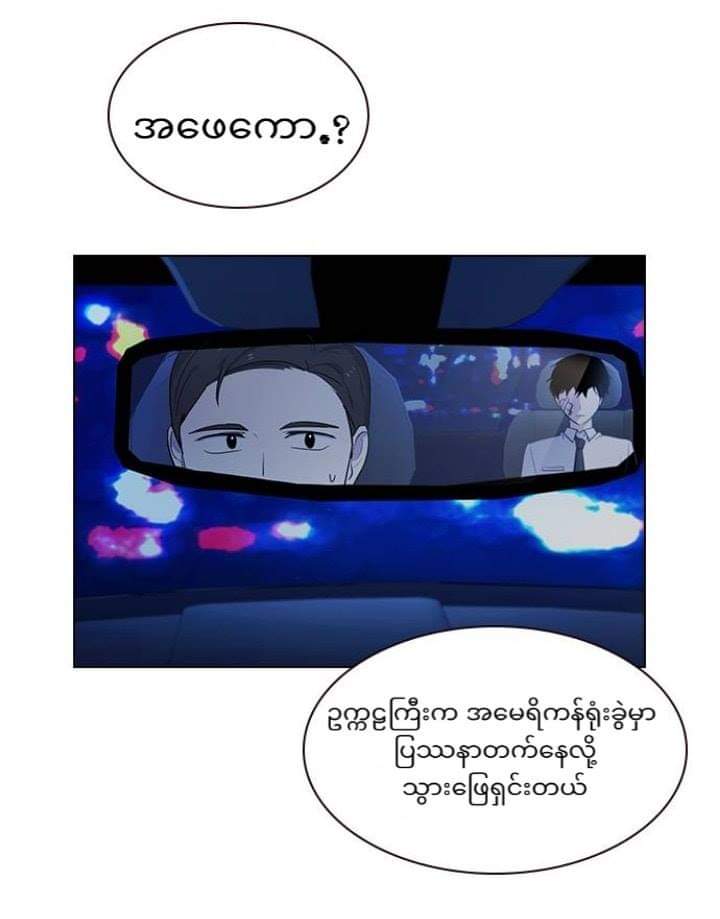 အဖေကော့.?
ဥက္ကဋ္ဌကြီးက အမေရိကန်ရုံးခွဲမှာ
ပြဿနာတက်နေလို့
သွားဖြေရှင်းတယ်